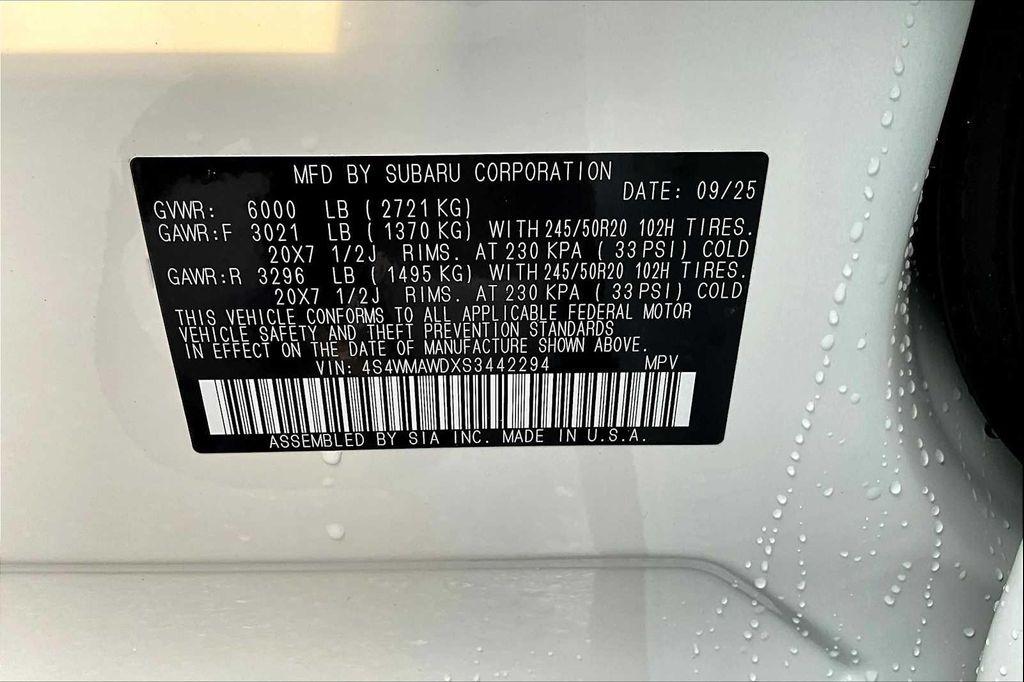 MFD BY SUBARU CORPORATION
DATE: 09/25
GVWR: 6000 LB (2721 KG)
GAWR:F 3021 LB (1370 KG) WITH 245/50R20 102H TIRES.
20X7 1/2J RIMS. AT 230 KPA (33 PSI) COLD
GAWR:R 3296 LB (1495 KG) WITH 245/50R20 102H TIRES.
20X7 1/2J RIMS. AT 230 KPA (33 PSI) COLD
THIS VEHICLE CONFORMS TO ALL APPLICABLE FEDERAL MOTOR
VEHICLE SAFETY AND THEFT PREVENTION STANDARDS
IN EFFECT ON THE DATE OF MANUFACTURE SHOWN ABOVE.
VIN: 4S4WMAWDXS3442294 MPV
ASSEMBLED BY SIA INC. MADE IN U.S.A.